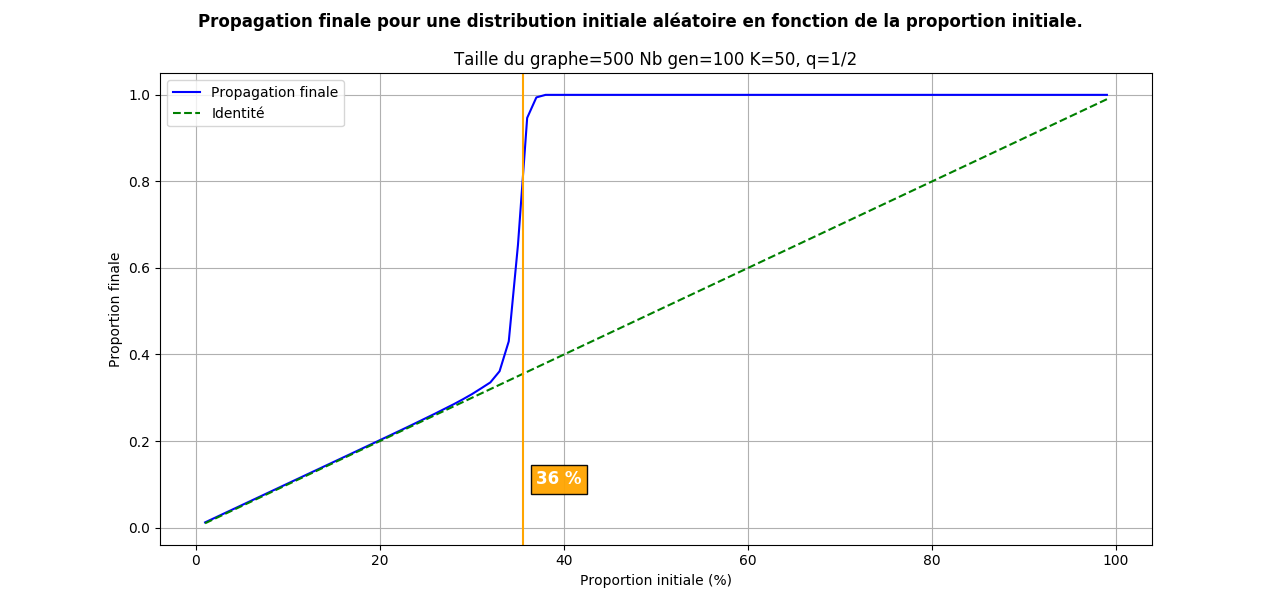 Propagation finale pour une distribution initiale aléatoire en fonction de la proportion initiale.
Taille du graphe=500 Nb gen=100 K=50, q=1/2
Propagation finale
Identité
1.0
0.8
0.6
0.4
0.2
0.0
Proportion finale
36 %
0
20
40
60
80
100
Proportion initiale (%)